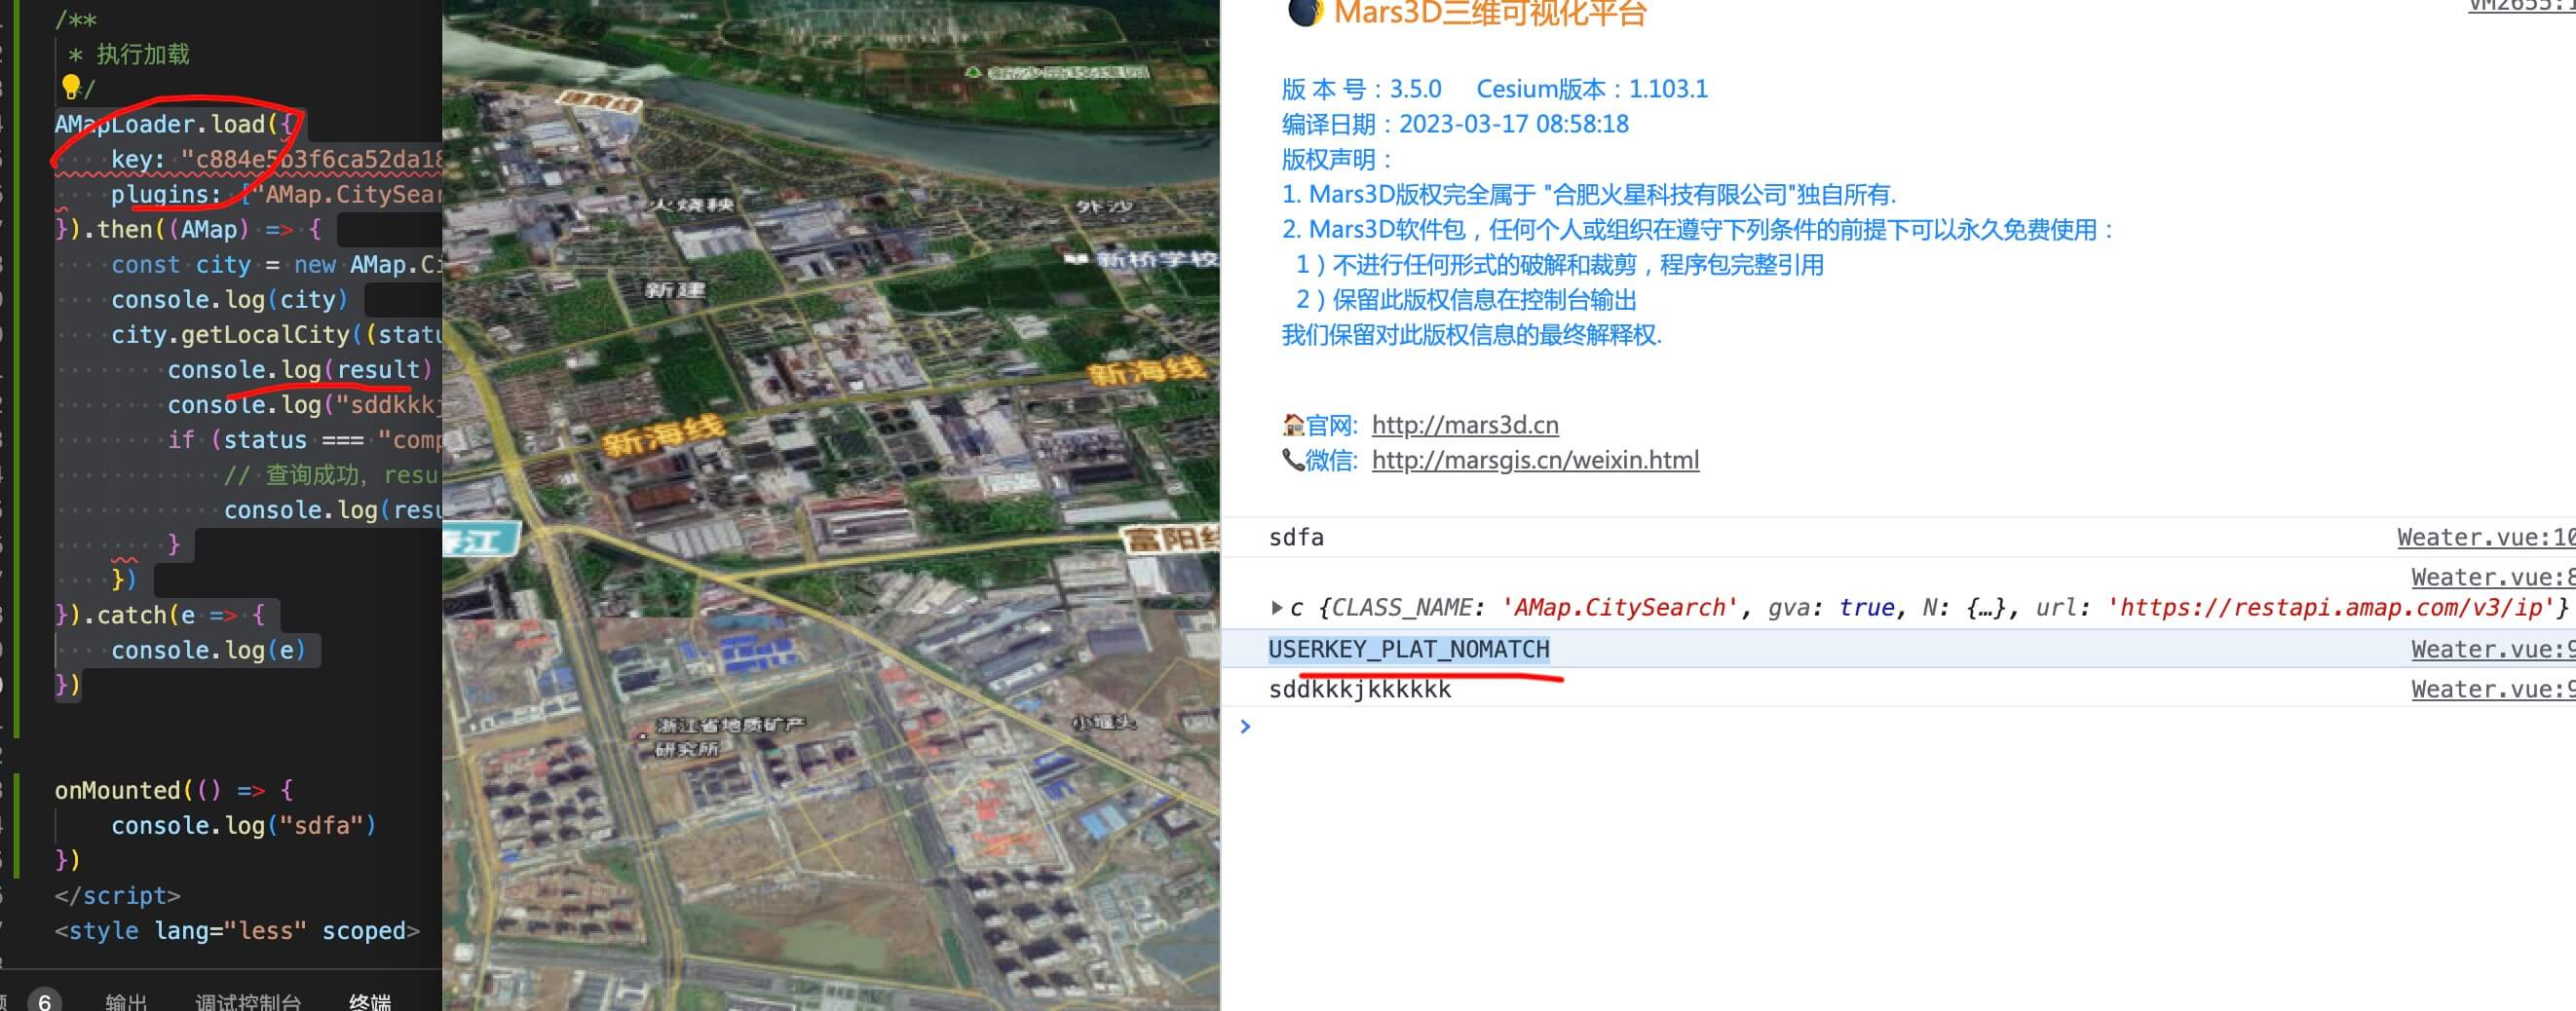 /**
* 执行加载
*/
AMapLoader.load({
key: "c884e5b3f6ca52da18
plugins: ["AMap.CitySear
}).then((AMap) => {
const city = new AMap.Ci
console.log(city)
city.getLocalCity((statu
console.log(result)
console.log("sddkkkj
if (status === "comp
// 查询成功，resu
console.log(resu
}
})
}).catch(e => {
console.log(e)
})
onMounted(() => {
console.log("sdfa")
})
</script>
<style lang="less" scoped>
6 输出 调试控制台 终端
火烧秧
外沙
新桥学校
新建
新海线
新海线
春江
富阳线
浙江省地质矿产
研究所
小堰头
Mars3D三维可视化平台
版 本 号：3.5.0 Cesium版本：1.103.1
编译日期：2023-03-17 08:58:18
版权声明：
1. Mars3D版权完全属于 "合肥火星科技有限公司"独自所有.
2. Mars3D软件包，任何个人或组织在遵守下列条件的前提下可以永久免费使用：
1）不进行任何形式的破解和裁剪，程序包完整引用
2）保留此版权信息在控制台输出
我们保留对此版权信息的最终解释权.
官网: http://mars3d.cn
微信: http://marsgis.cn/weixin.html
sdfa Weater.vue:10
Weater.vue:8
c {CLASS_NAME: 'AMap.CitySearch', gva: true, N: {…}, url: 'https://restapi.amap.com/v3/ip'}
USERKEY_PLAT_NOMATCH Weater.vue:9
sddkkkjkkkkkk Weater.vue:9